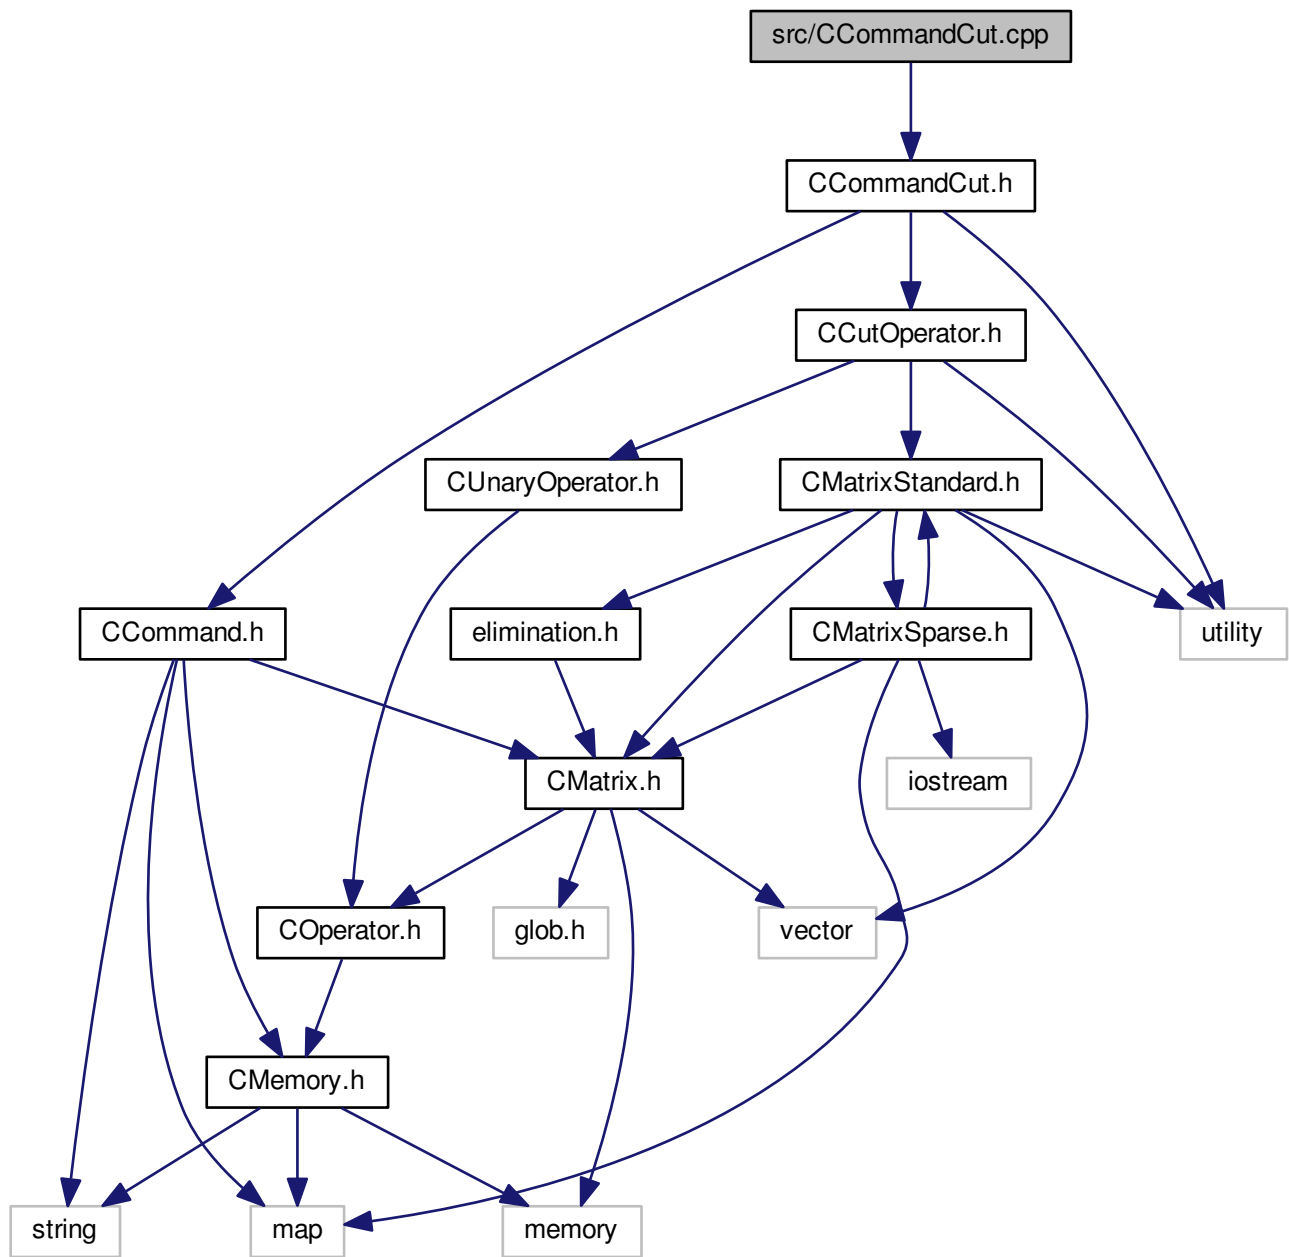 src/CCommandCut.cpp
CCommandCut.h
CCutOperator.h
CUnaryOperator.h
CMatrixStandard.h
CCommand.h
elimination.h
CMatrixSparse.h
utility
CMatrix.h
iostream
COperator.h
glob.h
vector
CMemory.h
string
map
memory